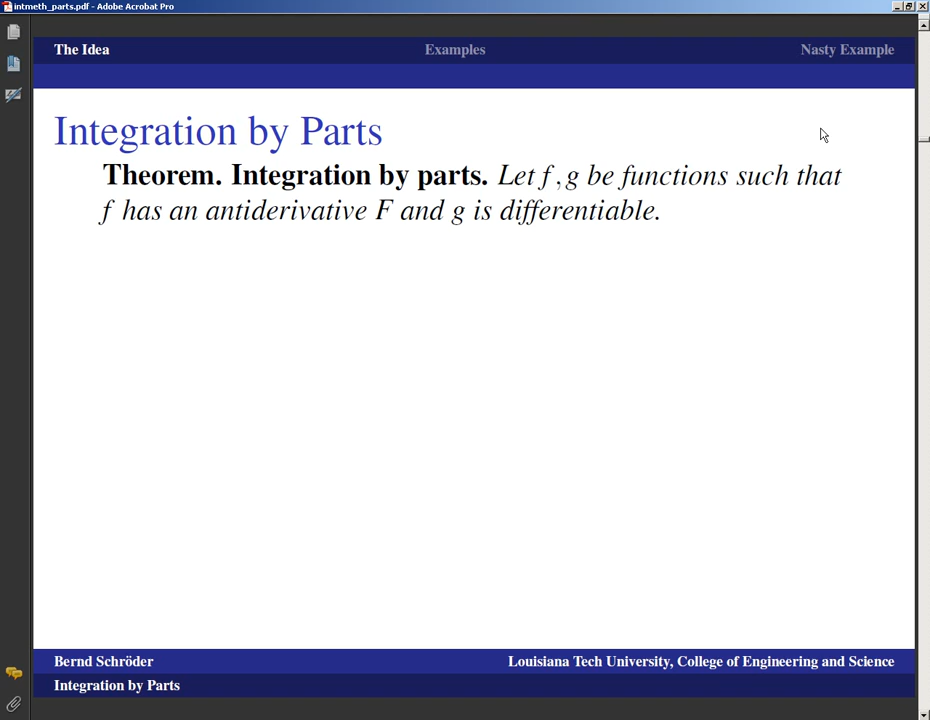 intmeth_parts.pdf - Adobe Acrobat Pro
The Idea Examples Nasty Example
Integration by Parts
Theorem. Integration by parts. Let f, g be functions such that
f has an antiderivative F and g is differentiable.
Bernd Schröder Louisiana Tech University, College of Engineering and Science
Integration by Parts